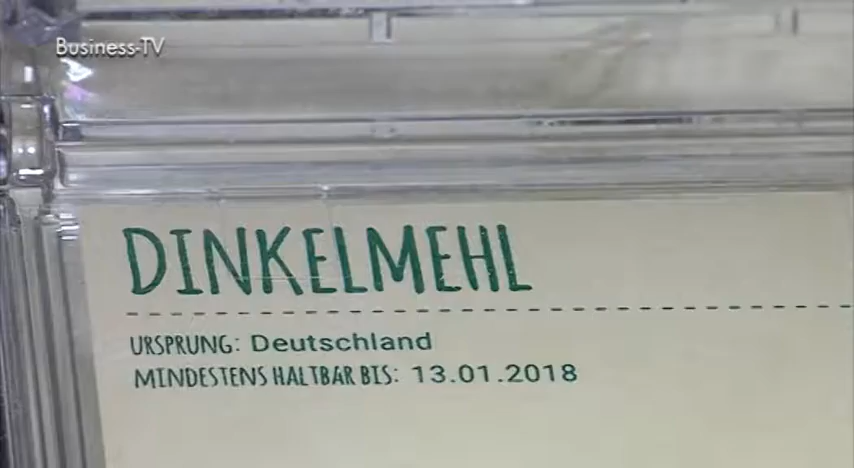 Business-TV
DINKELMEHL
URSPRUNG: Deutschland
MINDESTENS HALTBAR BIS: 13.01.2018